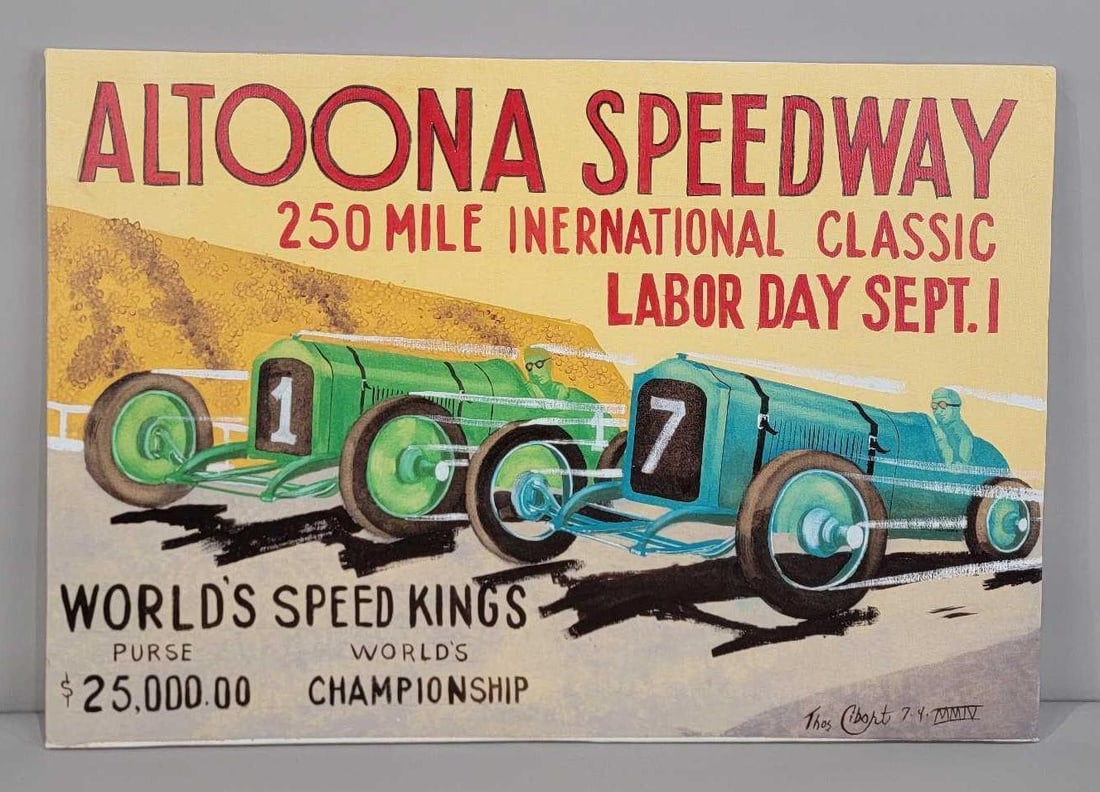 ALTOONA SPEEDWAY
250 MILE INERNATIONAL CLASSIC
LABOR DAY SEPT. 1
1
7
WORLD'S SPEED KINGS
PURSE WORLD'S
$25,000.00 CHAMPIONSHIP
Thos 7.4. MMIV